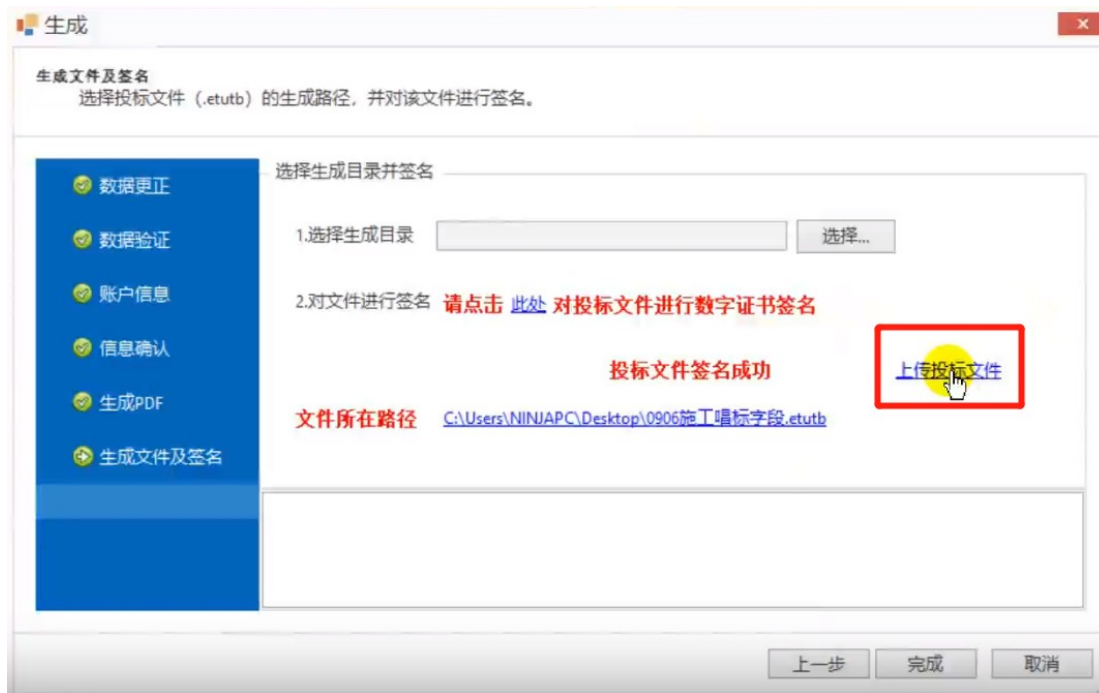 生成
生成文件及签名
选择投标文件（.etutb）的生成路径，并对该文件进行签名。
数据更正
数据验证
账户信息
信息确认
生成PDF
生成文件及签名
选择生成目录并签名
1.选择生成目录 选择...
2.对文件进行签名 请点击 此处 对投标文件进行数字证书签名
投标文件签名成功 上传投标文件
文件所在路径 C:\Users\NINJAPC\Desktop\0906施工唱标字段.etutb
上一步 完成 取消